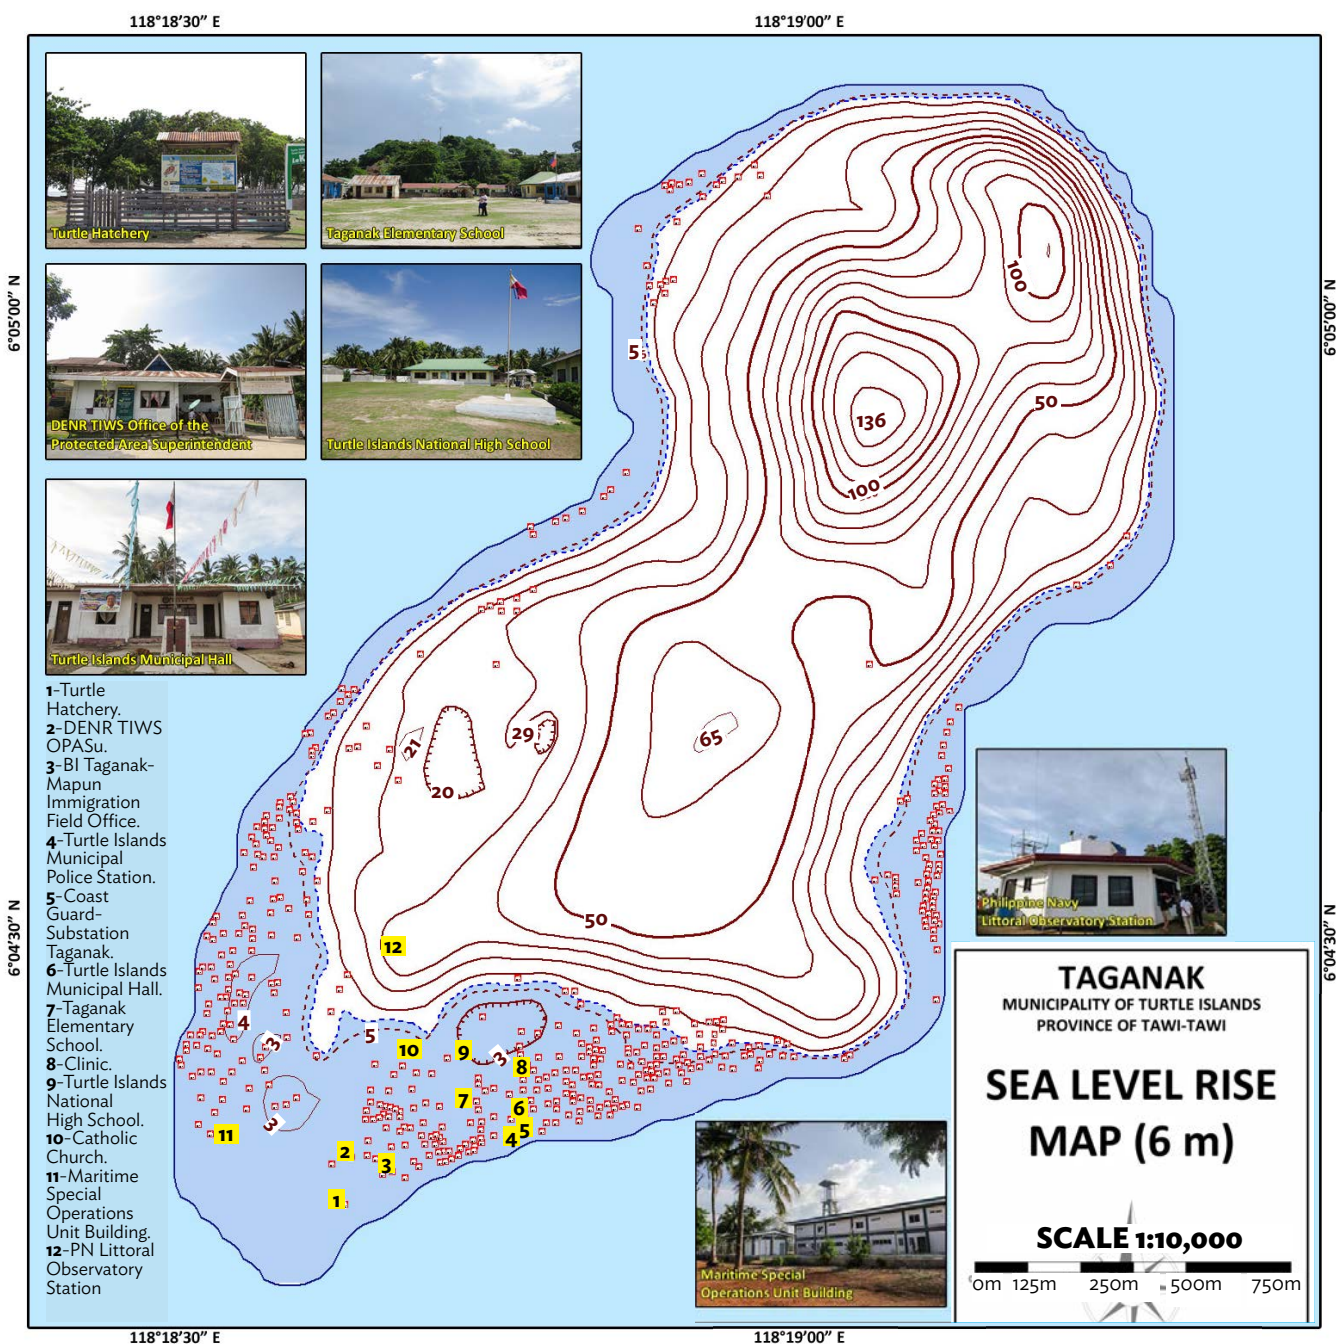 118°18'30" E
118°19'00" E
6°05'00" N
6°05'00" N
Turtle Hatchery
Taganak Elementary School
DENR TIWS Office of the
Protected Area Superintendent
Turtle Islands National High School
Turtle Islands Municipal Hall
1-Turtle
Hatchery.
2-DENR TIWS
OPASu.
3-BI Taganak-
Mapun
Immigration
Field Office.
4-Turtle Islands
Municipal
Police Station.
5-Coast
Guard-
Substation
Taganak.
6-Turtle Islands
Municipal Hall.
7-Taganak
Elementary
School.
8-Clinic.
9-Turtle Islands
National
High School.
10-Catholic
Church.
11-Maritime
Special
Operations
Unit Building.
12-PN Littoral
Observatory
Station
6°04'30" N
6°04'30" N
100
5
50
136
100
21
29
65
20
50
12
4
3
5
10
9
3
8
3
7
6
11
5
4
2
3
1
Philippine Navy
Littoral Observatory Station
Maritime Special
Operations Unit Building
TAGANAK
MUNICIPALITY OF TURTLE ISLANDS
PROVINCE OF TAWI-TAWI
SEA LEVEL RISE
MAP (6 m)
SCALE 1:10,000
0m 125m 250m 500m 750m
118°18'30" E
118°19'00" E